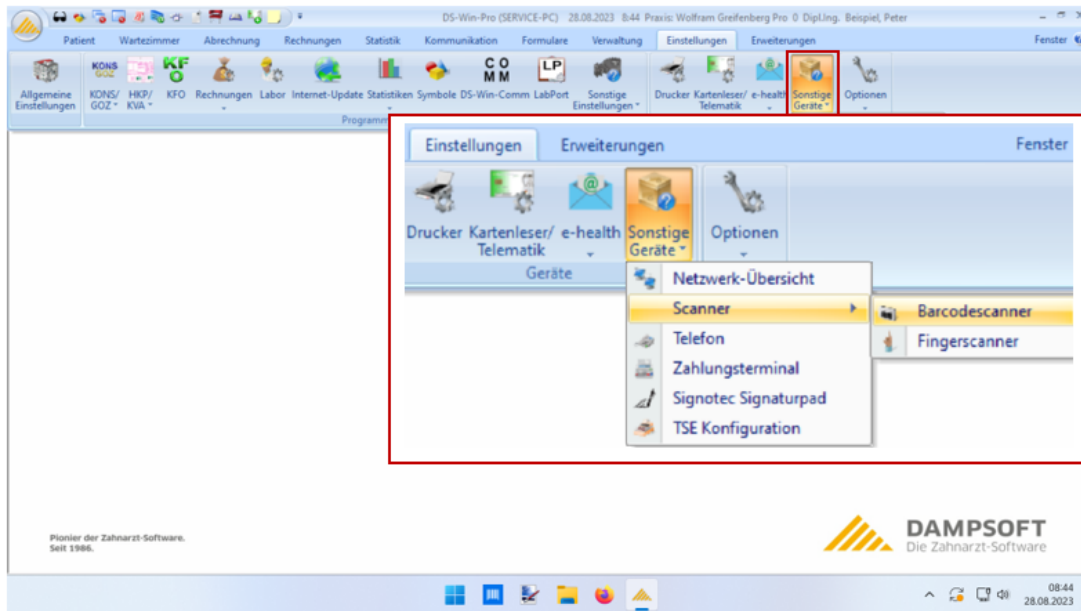 DS-Win-Pro (SERVICE-PC) 28.08.2023 8:44 Praxis: Wolfram Greifenberg Pro 0 Dipl.Ing. Beispiel, Peter
Patient Wartezimmer Abrechnung Rechnungen Statistik Kommunikation Formulare Verwaltung Einstellungen Erweiterungen Fenster
KONS GOZ KF O C O M M LP
Allgemeine Einstellungen KONS/ GOZ HKP/ KVA KFO Rechnungen Labor Internet-Update Statistiken Symbole DS-Win-Comm LabPort Sonstige Einstellungen Drucker Kartenleser/ Telematik e-health Sonstige Geräte Optionen
Einstellungen Erweiterungen Fenster
Drucker Kartenleser/ Telematik e-health Sonstige Geräte Optionen
Geräte
Netzwerk-Übersicht
Scanner
Barcodescanner
Telefon
Fingerscanner
Zahlungsterminal
Signotec Signaturpad
TSE Konfiguration
Pionier der Zahnarzt-Software.
Seit 1986.
DAMPSOFT
Die Zahnarzt-Software
08:44
28.08.2023